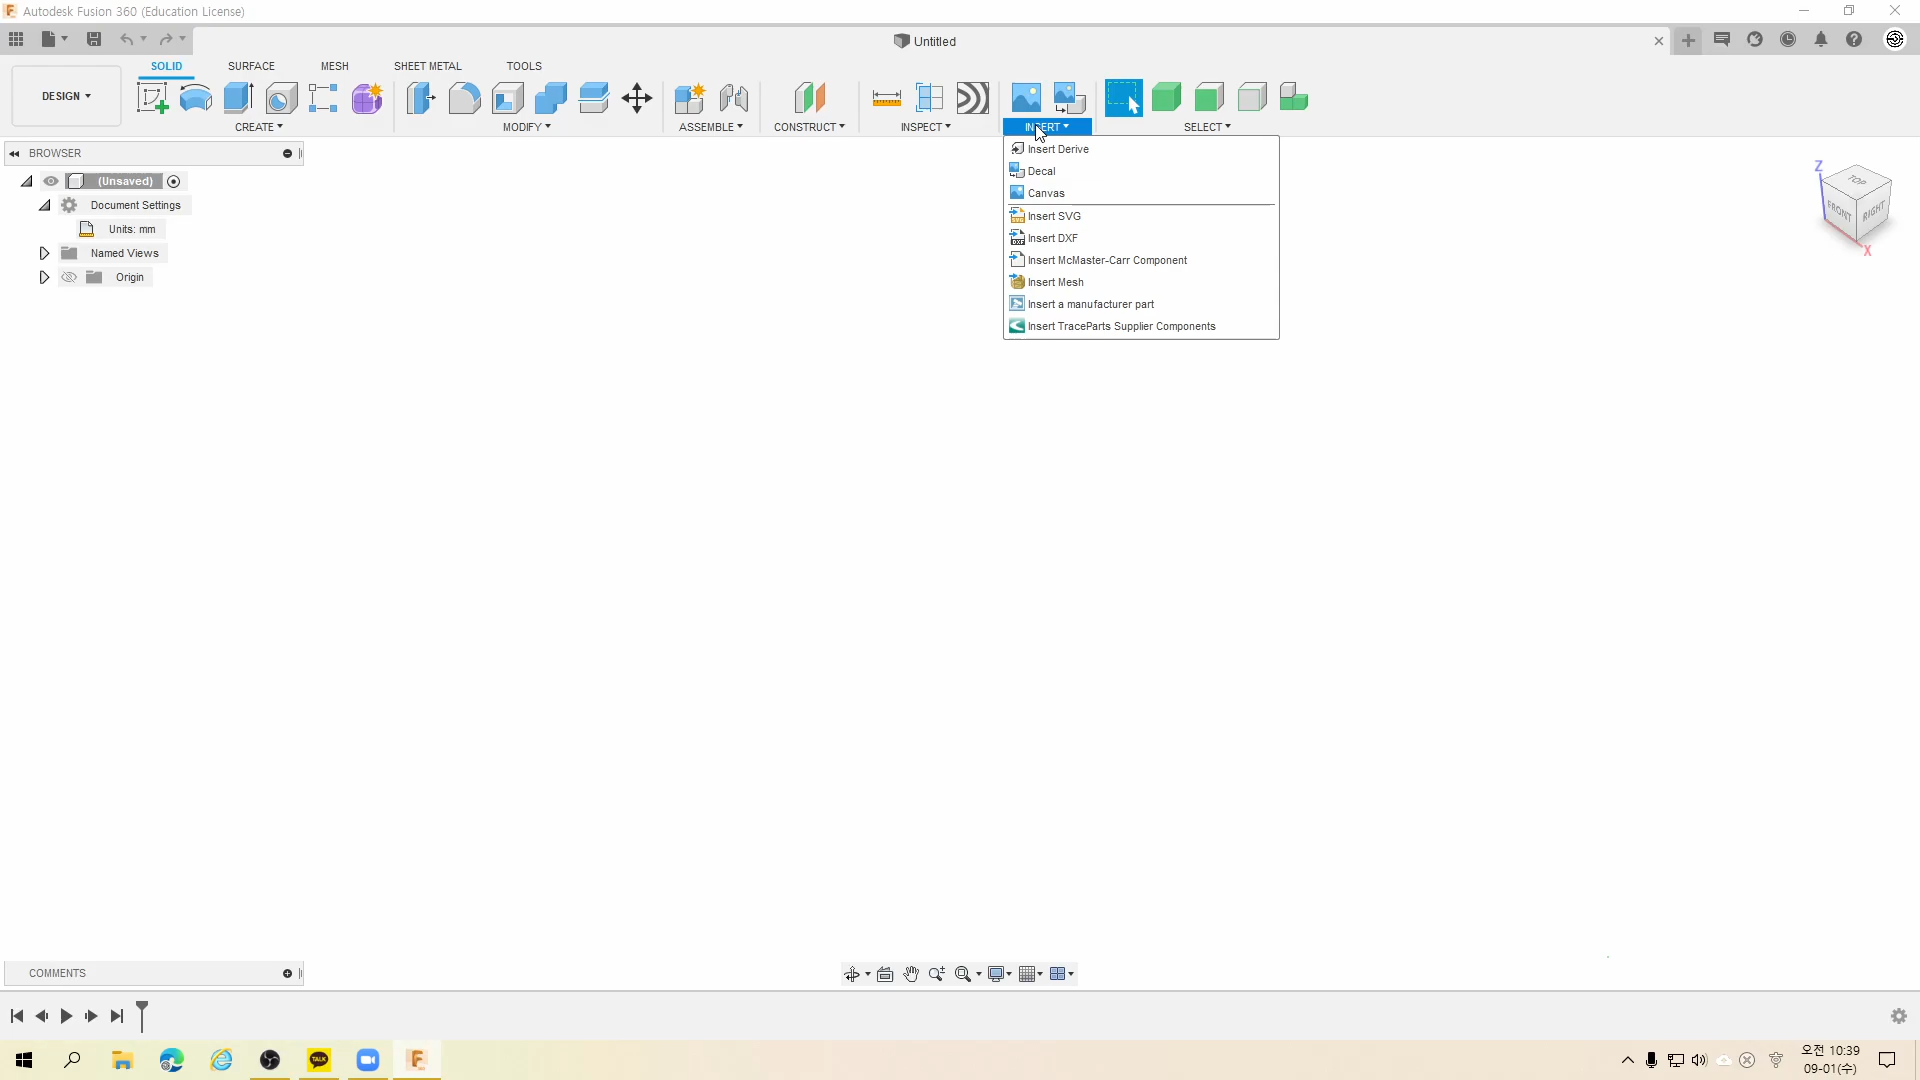 Autodesk Fusion 360 (Education License)
Untitled
SOLID
SURFACE
MESH
SHEET METAL
TOOLS
DESIGN
CREATE
MODIFY
ASSEMBLE
CONSTRUCT
INSPECT
INSERT
SELECT
BROWSER
(Unsaved)
Document Settings
Units: mm
Named Views
Origin
Insert Derive
Decal
Canvas
Insert SVG
Insert DXF
Insert McMaster-Carr Component
Insert Mesh
Insert a manufacturer part
Insert TraceParts Supplier Components
Z
TOP
FRONT
RIGHT
X
COMMENTS
TALK
오전 10:39
09-01(수)